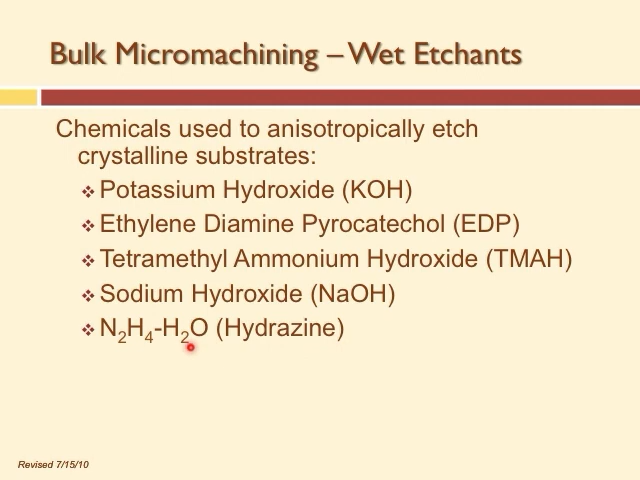 Bulk Micromachining – Wet Etchants
Chemicals used to anisotropically etch
crystalline substrates:
❖ Potassium Hydroxide (KOH)
❖ Ethylene Diamine Pyrocatechol (EDP)
❖ Tetramethyl Ammonium Hydroxide (TMAH)
❖ Sodium Hydroxide (NaOH)
❖ N₂H₄-H₂O (Hydrazine)
Revised 7/15/10